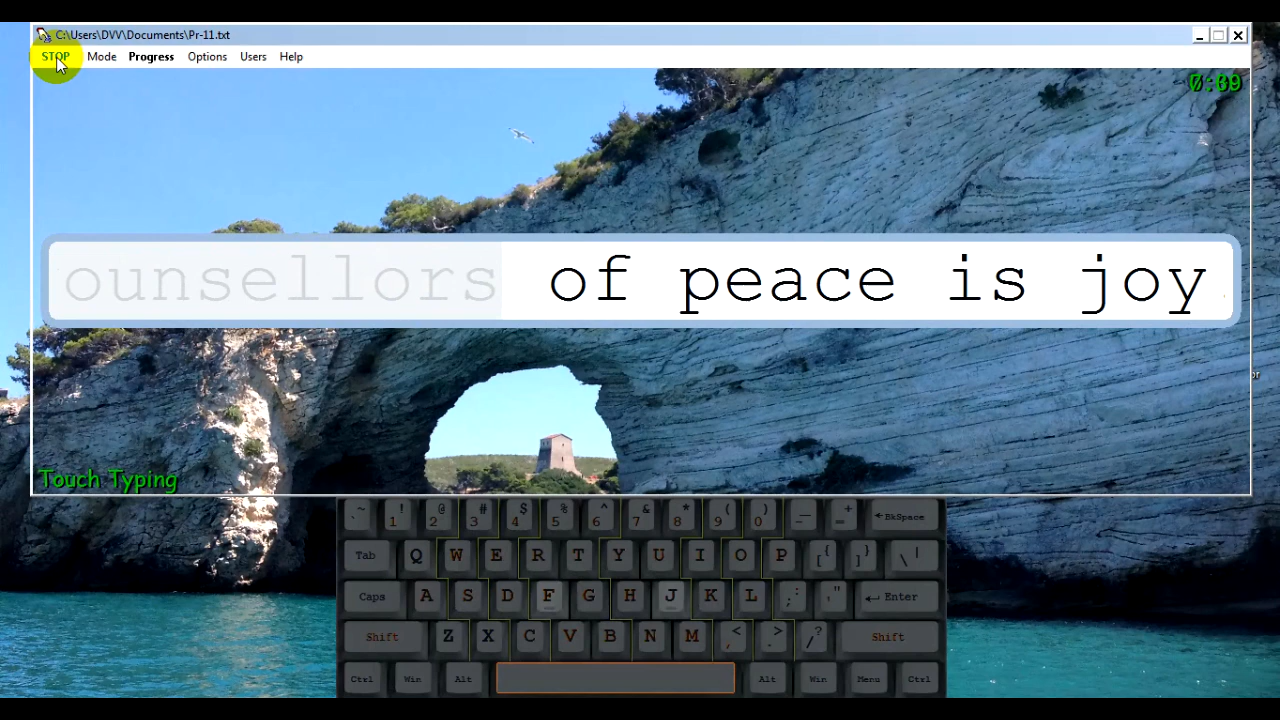 C:\Users\DVV\Documents\Pr-11.txt
STOP Mode Progress Options Users Help
ounsellors of peace is joy
Touch Typing
~ ` ! 1 @ 2 # 3 $ 4 % 5 ^ 6 & 7 * 8 ( 9 ) 0 _ - + = BkSpace
Tab Q W E R T Y U I O P { [ } ] | \
Caps A S D F G H J K L : ; " ' Enter
Shift Z X C V B N M < , > . ? / Shift
Ctrl Win Alt Alt Win Menu Ctrl